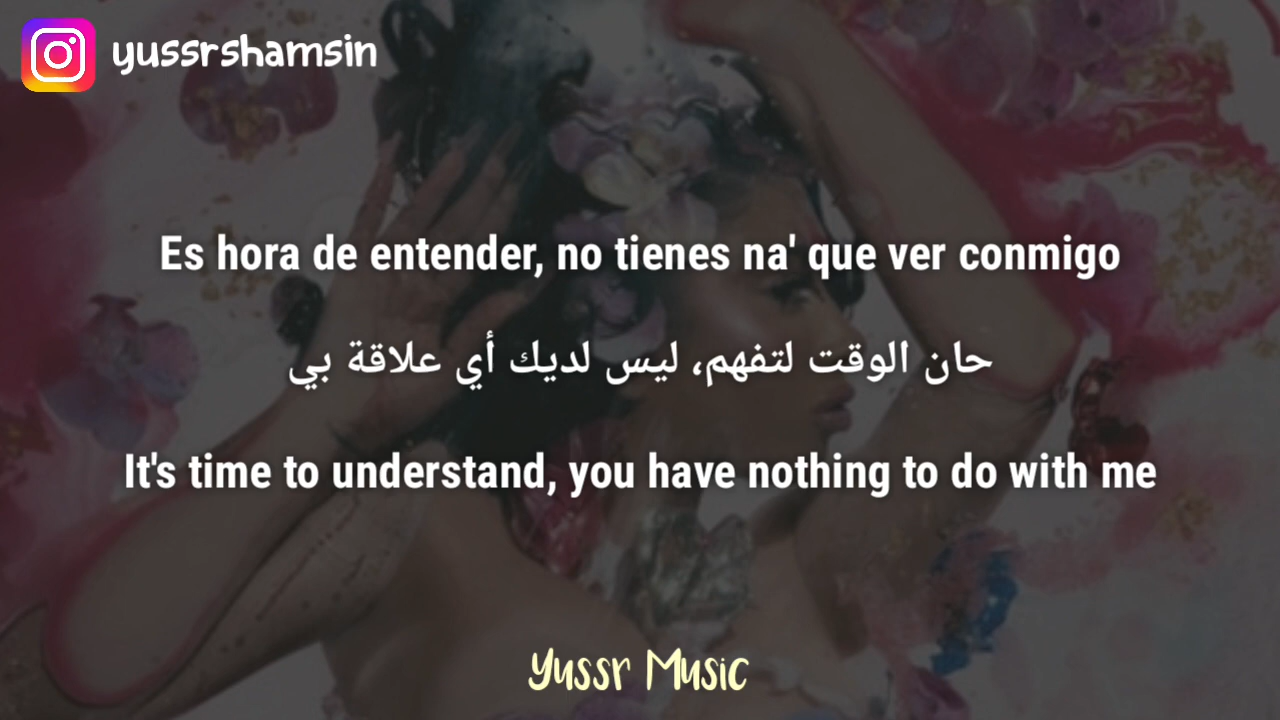 yussrshamsin
Es hora de entender, no tienes na' que ver conmigo
حان الوقت لتفهم، ليس لديك أي علاقة بي
It's time to understand, you have nothing to do with me
Yussr Music